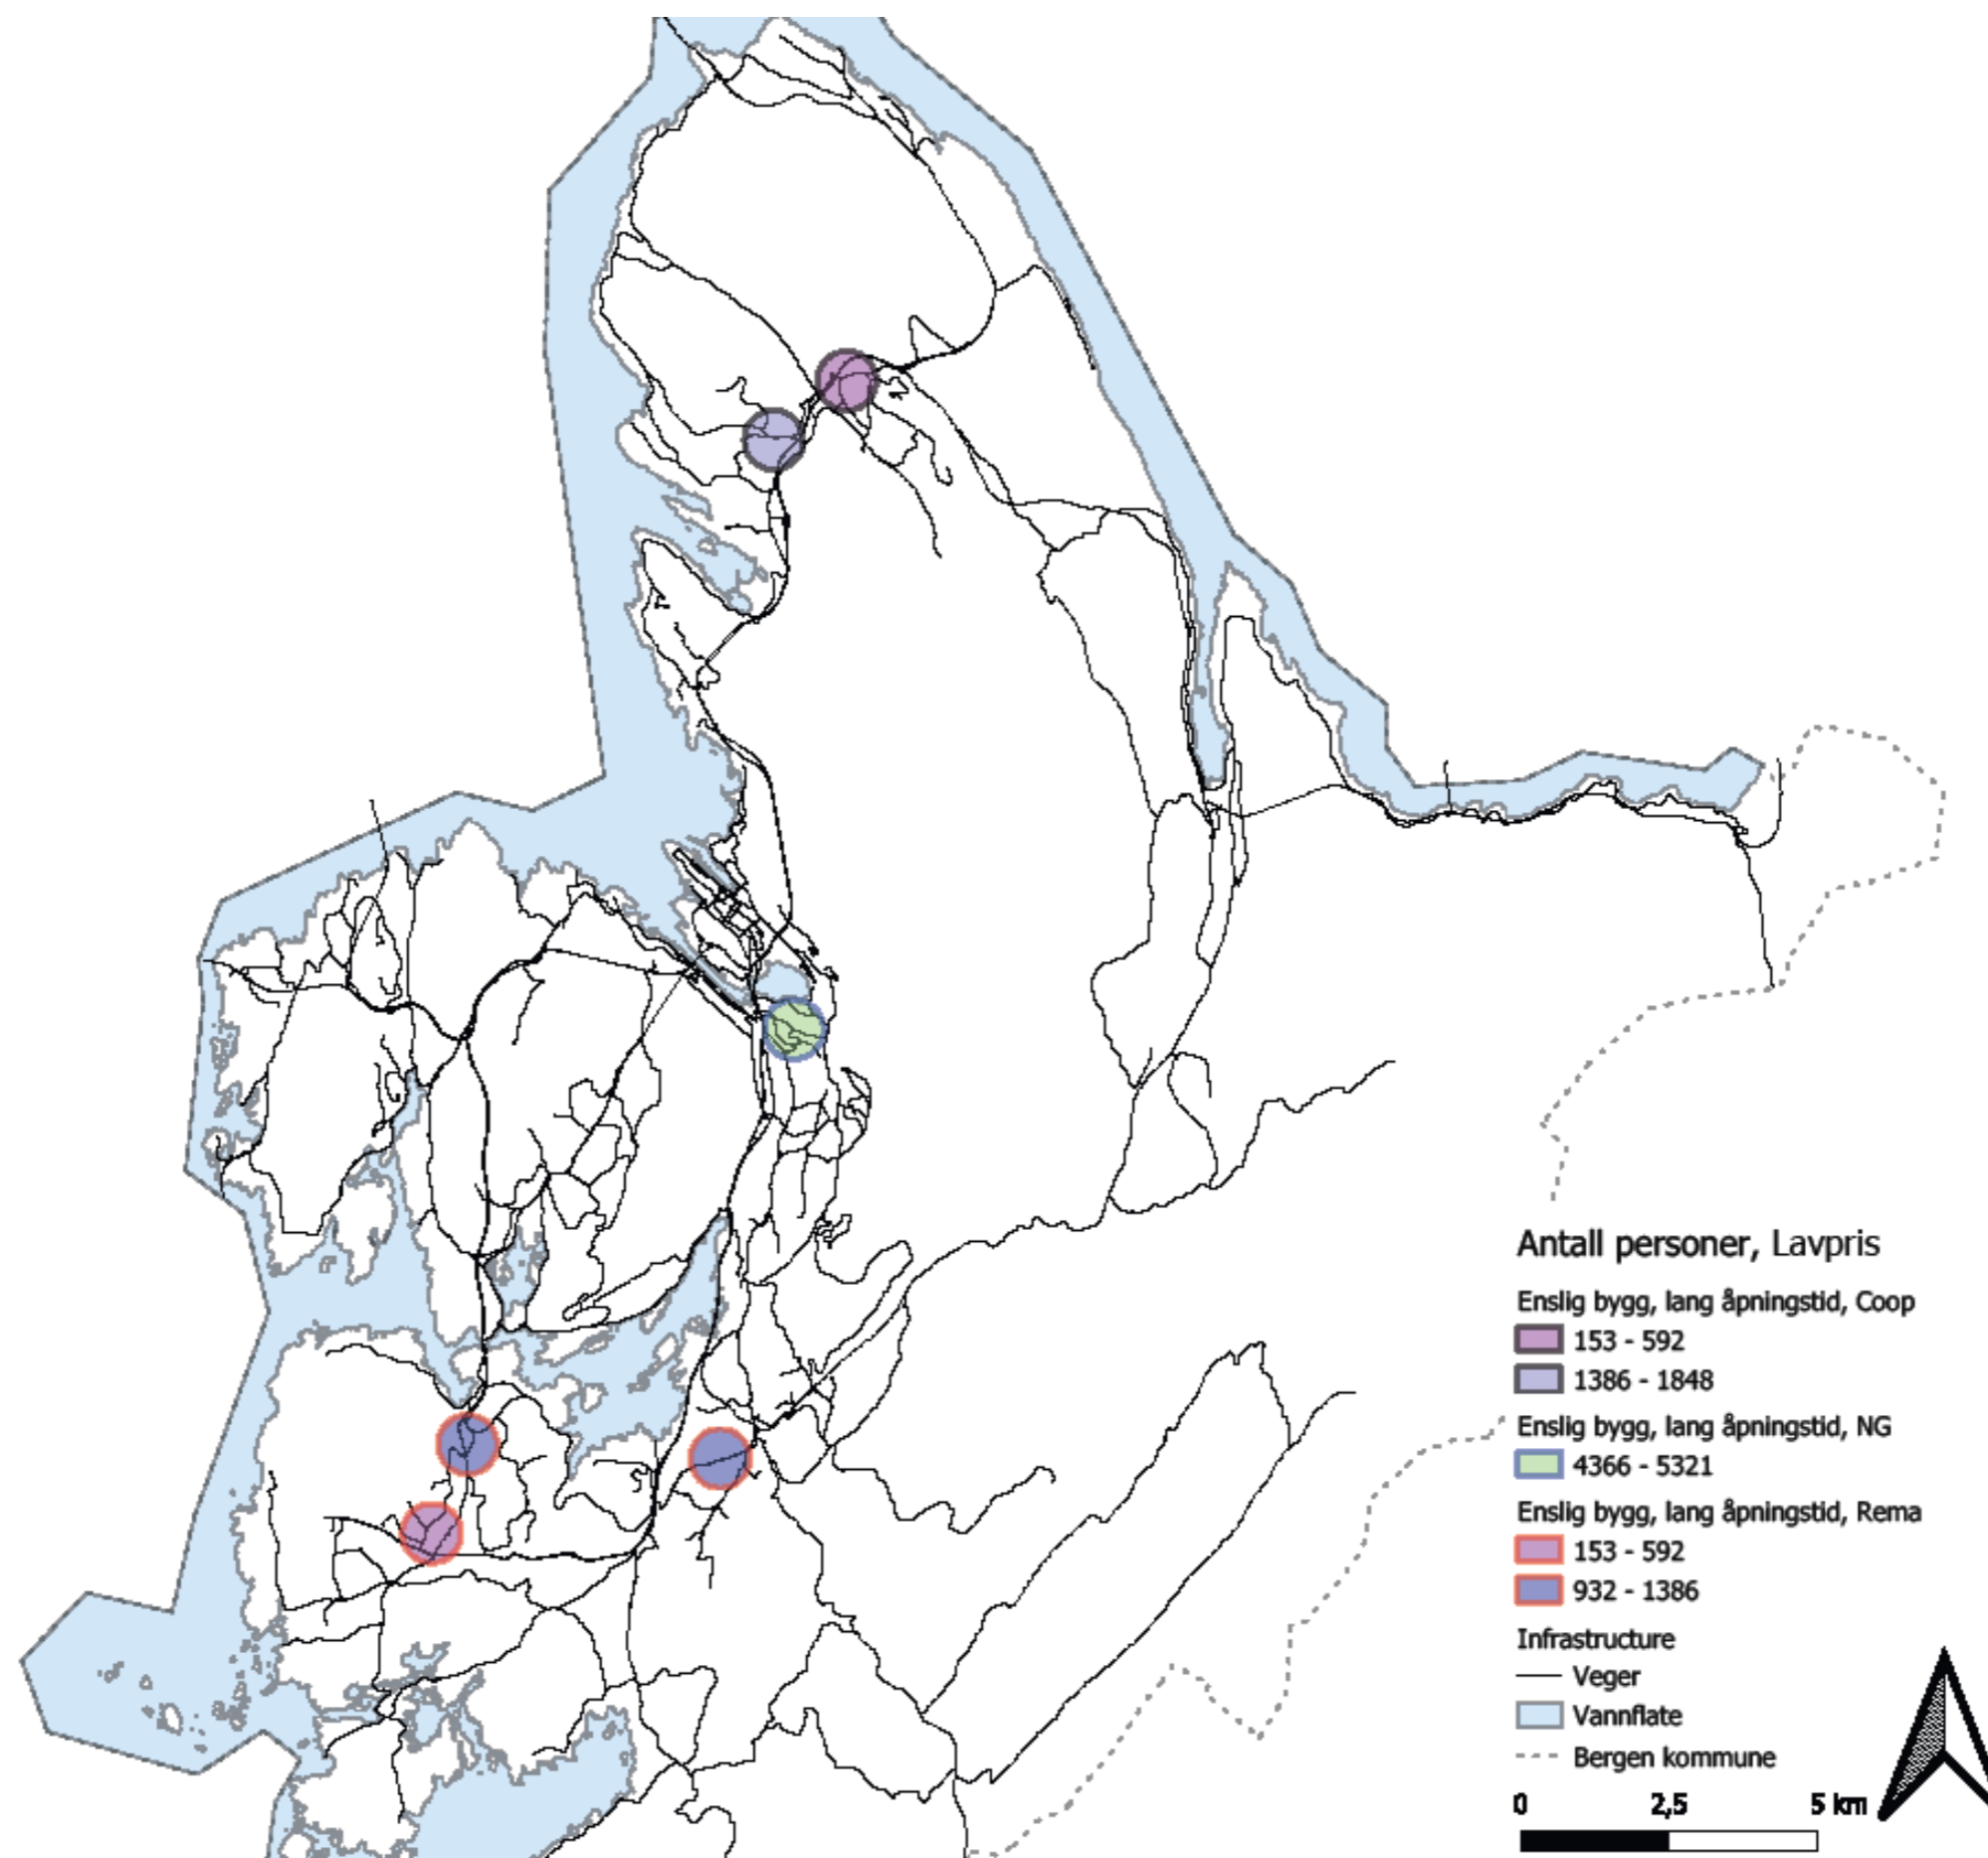 Antall personer, Lavpris
Enslig bygg, lang åpningstid, Coop
153 - 592
1386 - 1848
Enslig bygg, lang åpningstid, NG
4366 - 5321
Enslig bygg, lang åpningstid, Rema
153 - 592
932 - 1386
Infrastructure
Veger
Vannflate
Bergen kommune
0 2,5 5 km